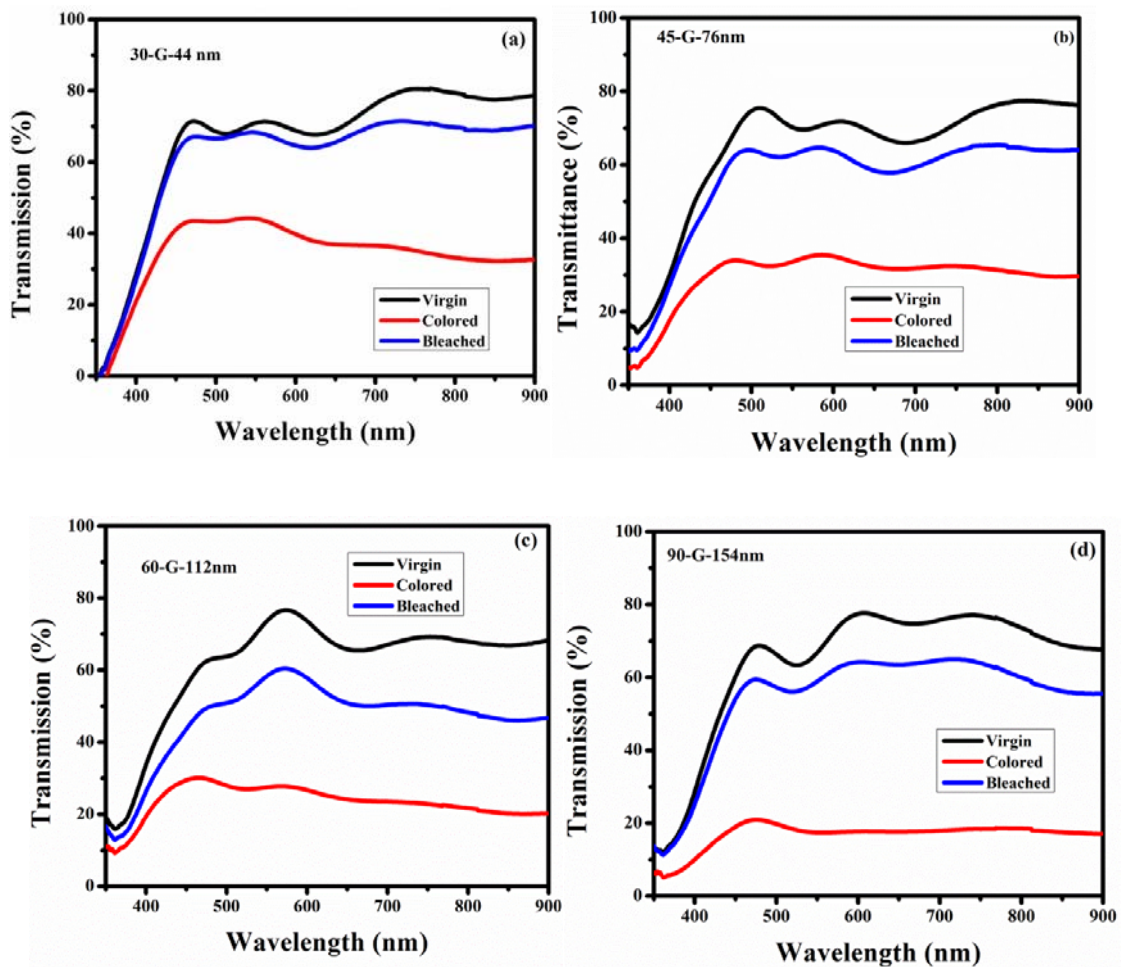 (a)
30-G-44 nm
Transmission (%)
100
80
60
40
20
0
Virgin
Colored
Bleached
400 500 600 700 800 900
Wavelength (nm)
(b)
45-G-76nm
Transmittance (%)
100
80
60
40
20
0
Virgin
Colored
Bleached
400 500 600 700 800 900
Wavelength (nm)
(c)
60-G-112nm
Transmission (%)
100
80
60
40
20
0
Virgin
Colored
Bleached
400 500 600 700 800 900
Wavelength (nm)
(d)
90-G-154nm
Transmission (%)
100
80
60
40
20
0
Virgin
Colored
Bleached
400 500 600 700 800 900
Wavelength (nm)